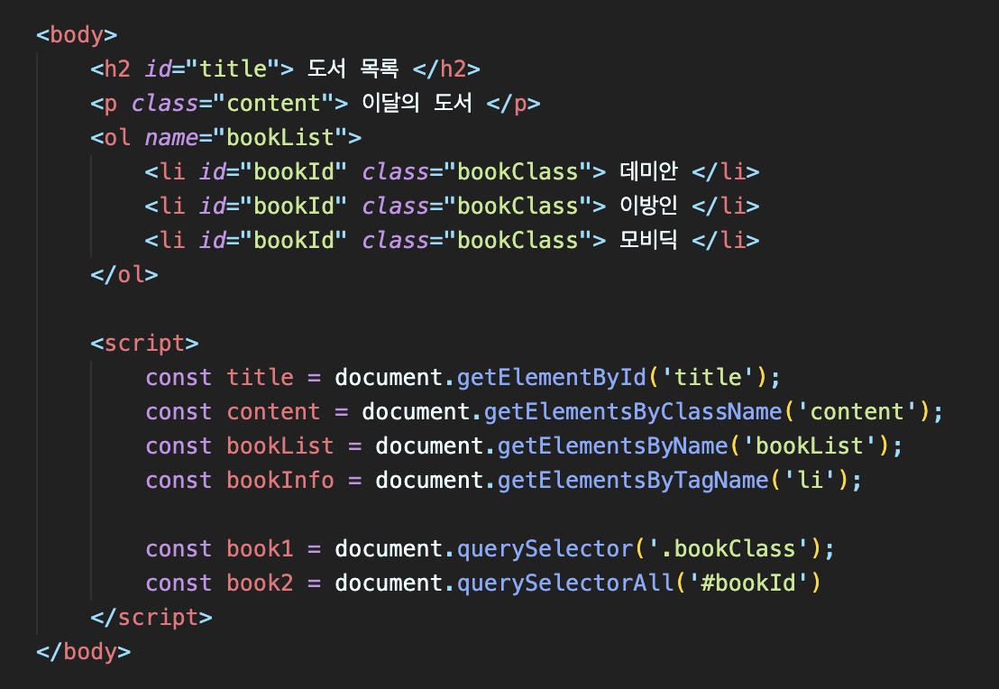 <body>
<h2 id="title"> 도서 목록 </h2>
<p class="content"> 이달의 도서 </p>
<ol name="bookList">
<li id="bookId" class="bookClass"> 데미안 </li>
<li id="bookId" class="bookClass"> 이방인 </li>
<li id="bookId" class="bookClass"> 모비딕 </li>
</ol>
<script>
const title = document.getElementById('title');
const content = document.getElementsByClassName('content');
const bookList = document.getElementsByName('bookList');
const bookInfo = document.getElementsByTagName('li');
const book1 = document.querySelector('.bookClass');
const book2 = document.querySelectorAll('#bookId')
</script>
</body>